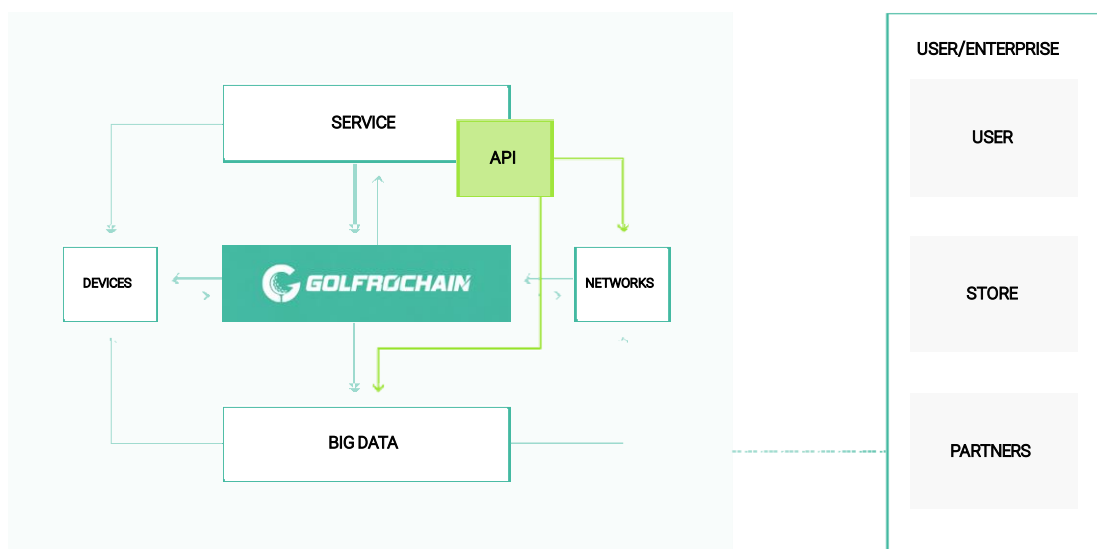 USER/ENTERPRISE
SERVICE
API
USER
DEVICES
GOLFROCHAIN
NETWORKS
STORE
BIG DATA
PARTNERS